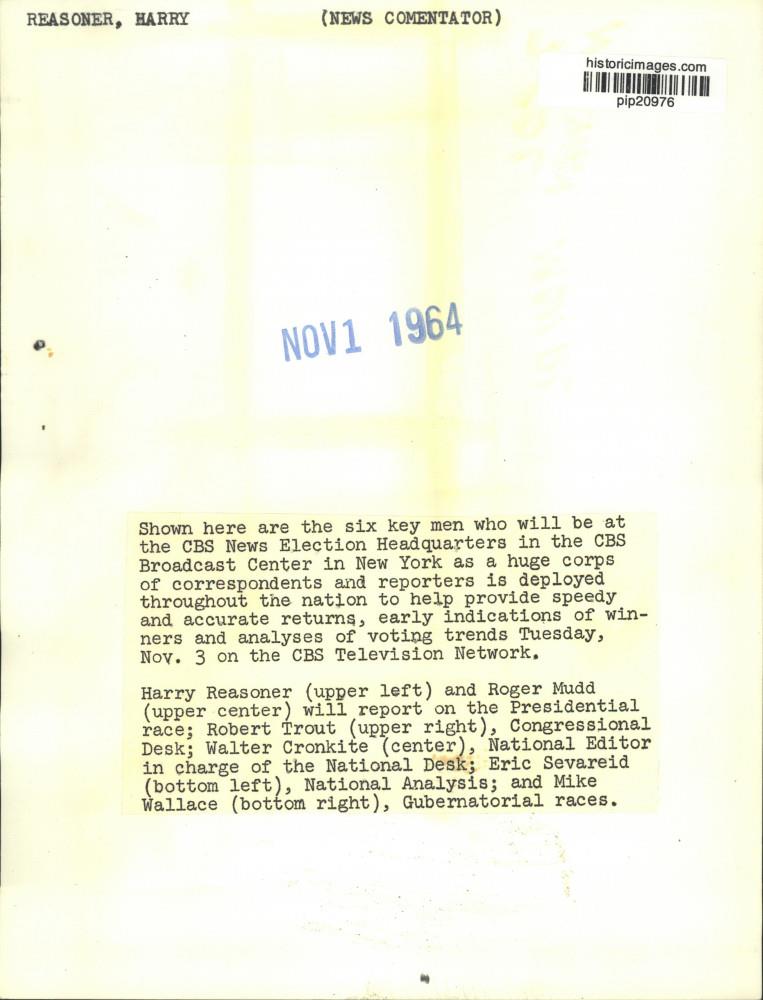 REASONER, HARRY (NEWS COMENTATOR)
historicimages.com
pip20976
NOV1 1964
Shown here are the six key men who will be at
the CBS News Election Headquarters in the CBS
Broadcast Center in New York as a huge corps
of correspondents and reporters is deployed
throughout the nation to help provide speedy
and accurate returns, early indications of win-
ners and analyses of voting trends Tuesday,
Nov. 3 on the CBS Television Network.
Harry Reasoner (upper left) and Roger Mudd
(upper center) will report on the Presidential
race; Robert Trout (upper right), Congressional
Desk; Walter Cronkite (center), National Editor
in charge of the National Desk; Eric Sevareid
(bottom left), National Analysis; and Mike
Wallace (bottom right), Gubernatorial races.